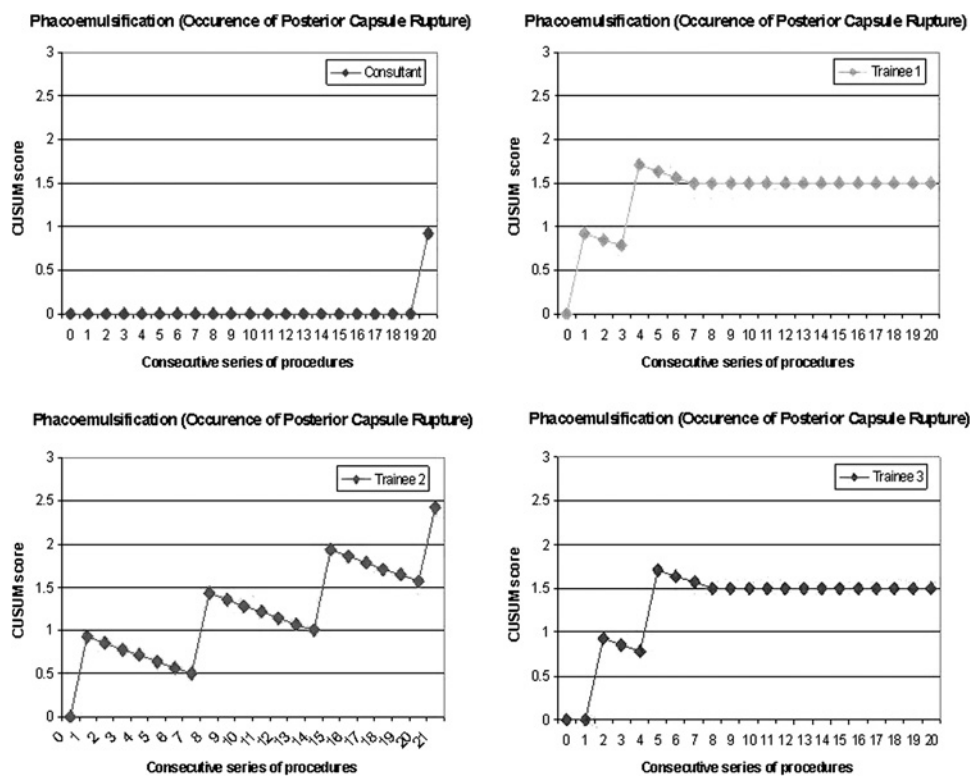 Phacoemulsification (Occurence of Posterior Capsule Rupture)
CUSUM score
3
2.5
2
1.5
1
0.5
0
Consultant
0 1 2 3 4 5 6 7 8 9 10 11 12 13 14 15 16 17 18 19 20
Consecutive series of procedures
Phacoemulsification (Occurence of Posterior Capsule Rupture)
CUSUM score
3
2.5
2
1.5
1
0.5
0
Trainee 1
0 1 2 3 4 5 6 7 8 9 10 11 12 13 14 15 16 17 18 19 20
Consecutive series of procedures
Phacoemulsification (Occurence of Posterior Capsule Rupture)
CUSUM score
3
2.5
2
1.5
1
0.5
0
Trainee 2
0 1 2 3 4 5 6 7 8 9 10 11 12 13 14 15 16 17 18 19 20 21
Consecutive series of procedures
Phacoemulsification (Occurence of Posterior Capsule Rupture)
CUSUM score
3
2.5
2
1.5
1
0.5
0
Trainee 3
0 1 2 3 4 5 6 7 8 9 10 11 12 13 14 15 16 17 18 19 20
Consecutive series of procedures